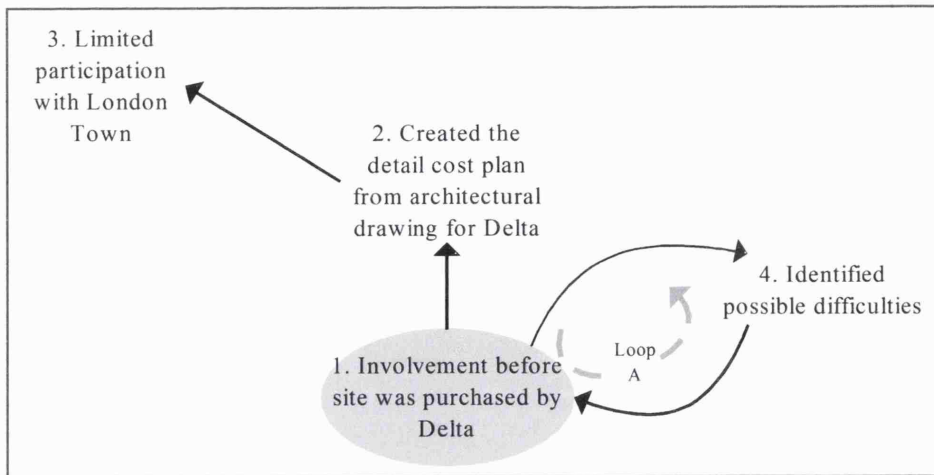 3. Limited
participation
with London
Town
2. Created the
detail cost plan
from architectural
drawing for Delta
4. Identified
possible difficulties
Loop
A
1. Involvement before
site was purchased by
Delta